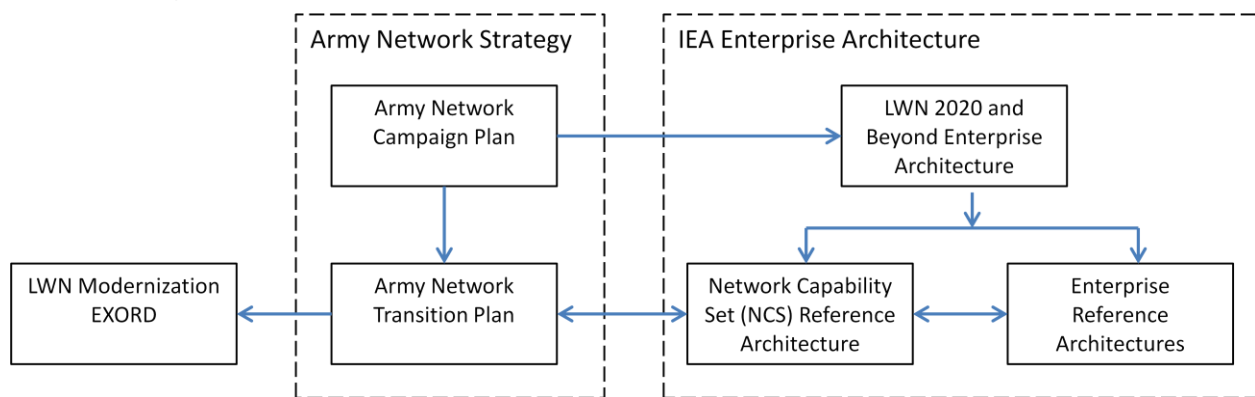 Army Network Strategy
IEA Enterprise Architecture
Army Network
Campaign Plan
LWN 2020 and
Beyond Enterprise
Architecture
LWN Modernization
EXORD
Army Network
Transition Plan
Network Capability
Set (NCS) Reference
Architecture
Enterprise
Reference
Architectures